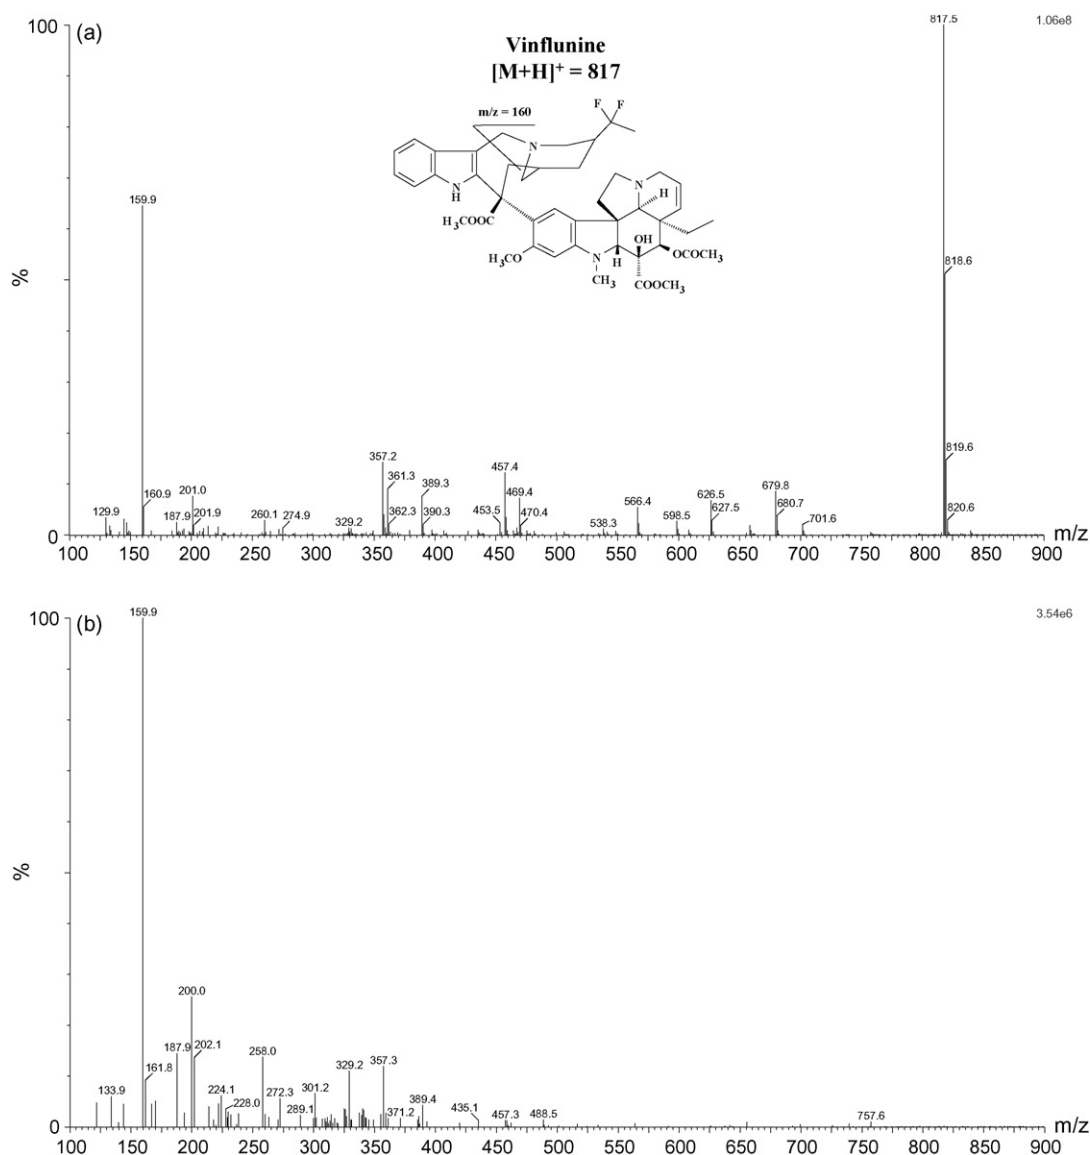 100
(a)
817.5
1.06e8
Vinflunine
[M+H]+ = 817
m/z = 160
F F
N
N
H
H₃COOC
N
H
OH
H₃CO
N
H
OCOCH₃
CH₃
COOCH₃
159.9
818.6
%
160.9
129.9
187.9
201.0
201.9
260.1
274.9
329.2
357.2
361.3
362.3
389.3
390.3
453.5
457.4
469.4
470.4
538.3
566.4
598.5
626.5
627.5
679.8
680.7
701.6
819.6
820.6
0
100 150 200 250 300 350 400 450 500 550 600 650 700 750 800 850 900 m/z
100
(b)
159.9
3.54e6
%
133.9
161.8
187.9
200.0
202.1
224.1
228.0
258.0
272.3
289.1
301.2
329.2
357.3
371.2
389.4
435.1
457.3
488.5
757.6
0
100 150 200 250 300 350 400 450 500 550 600 650 700 750 800 850 900 m/z